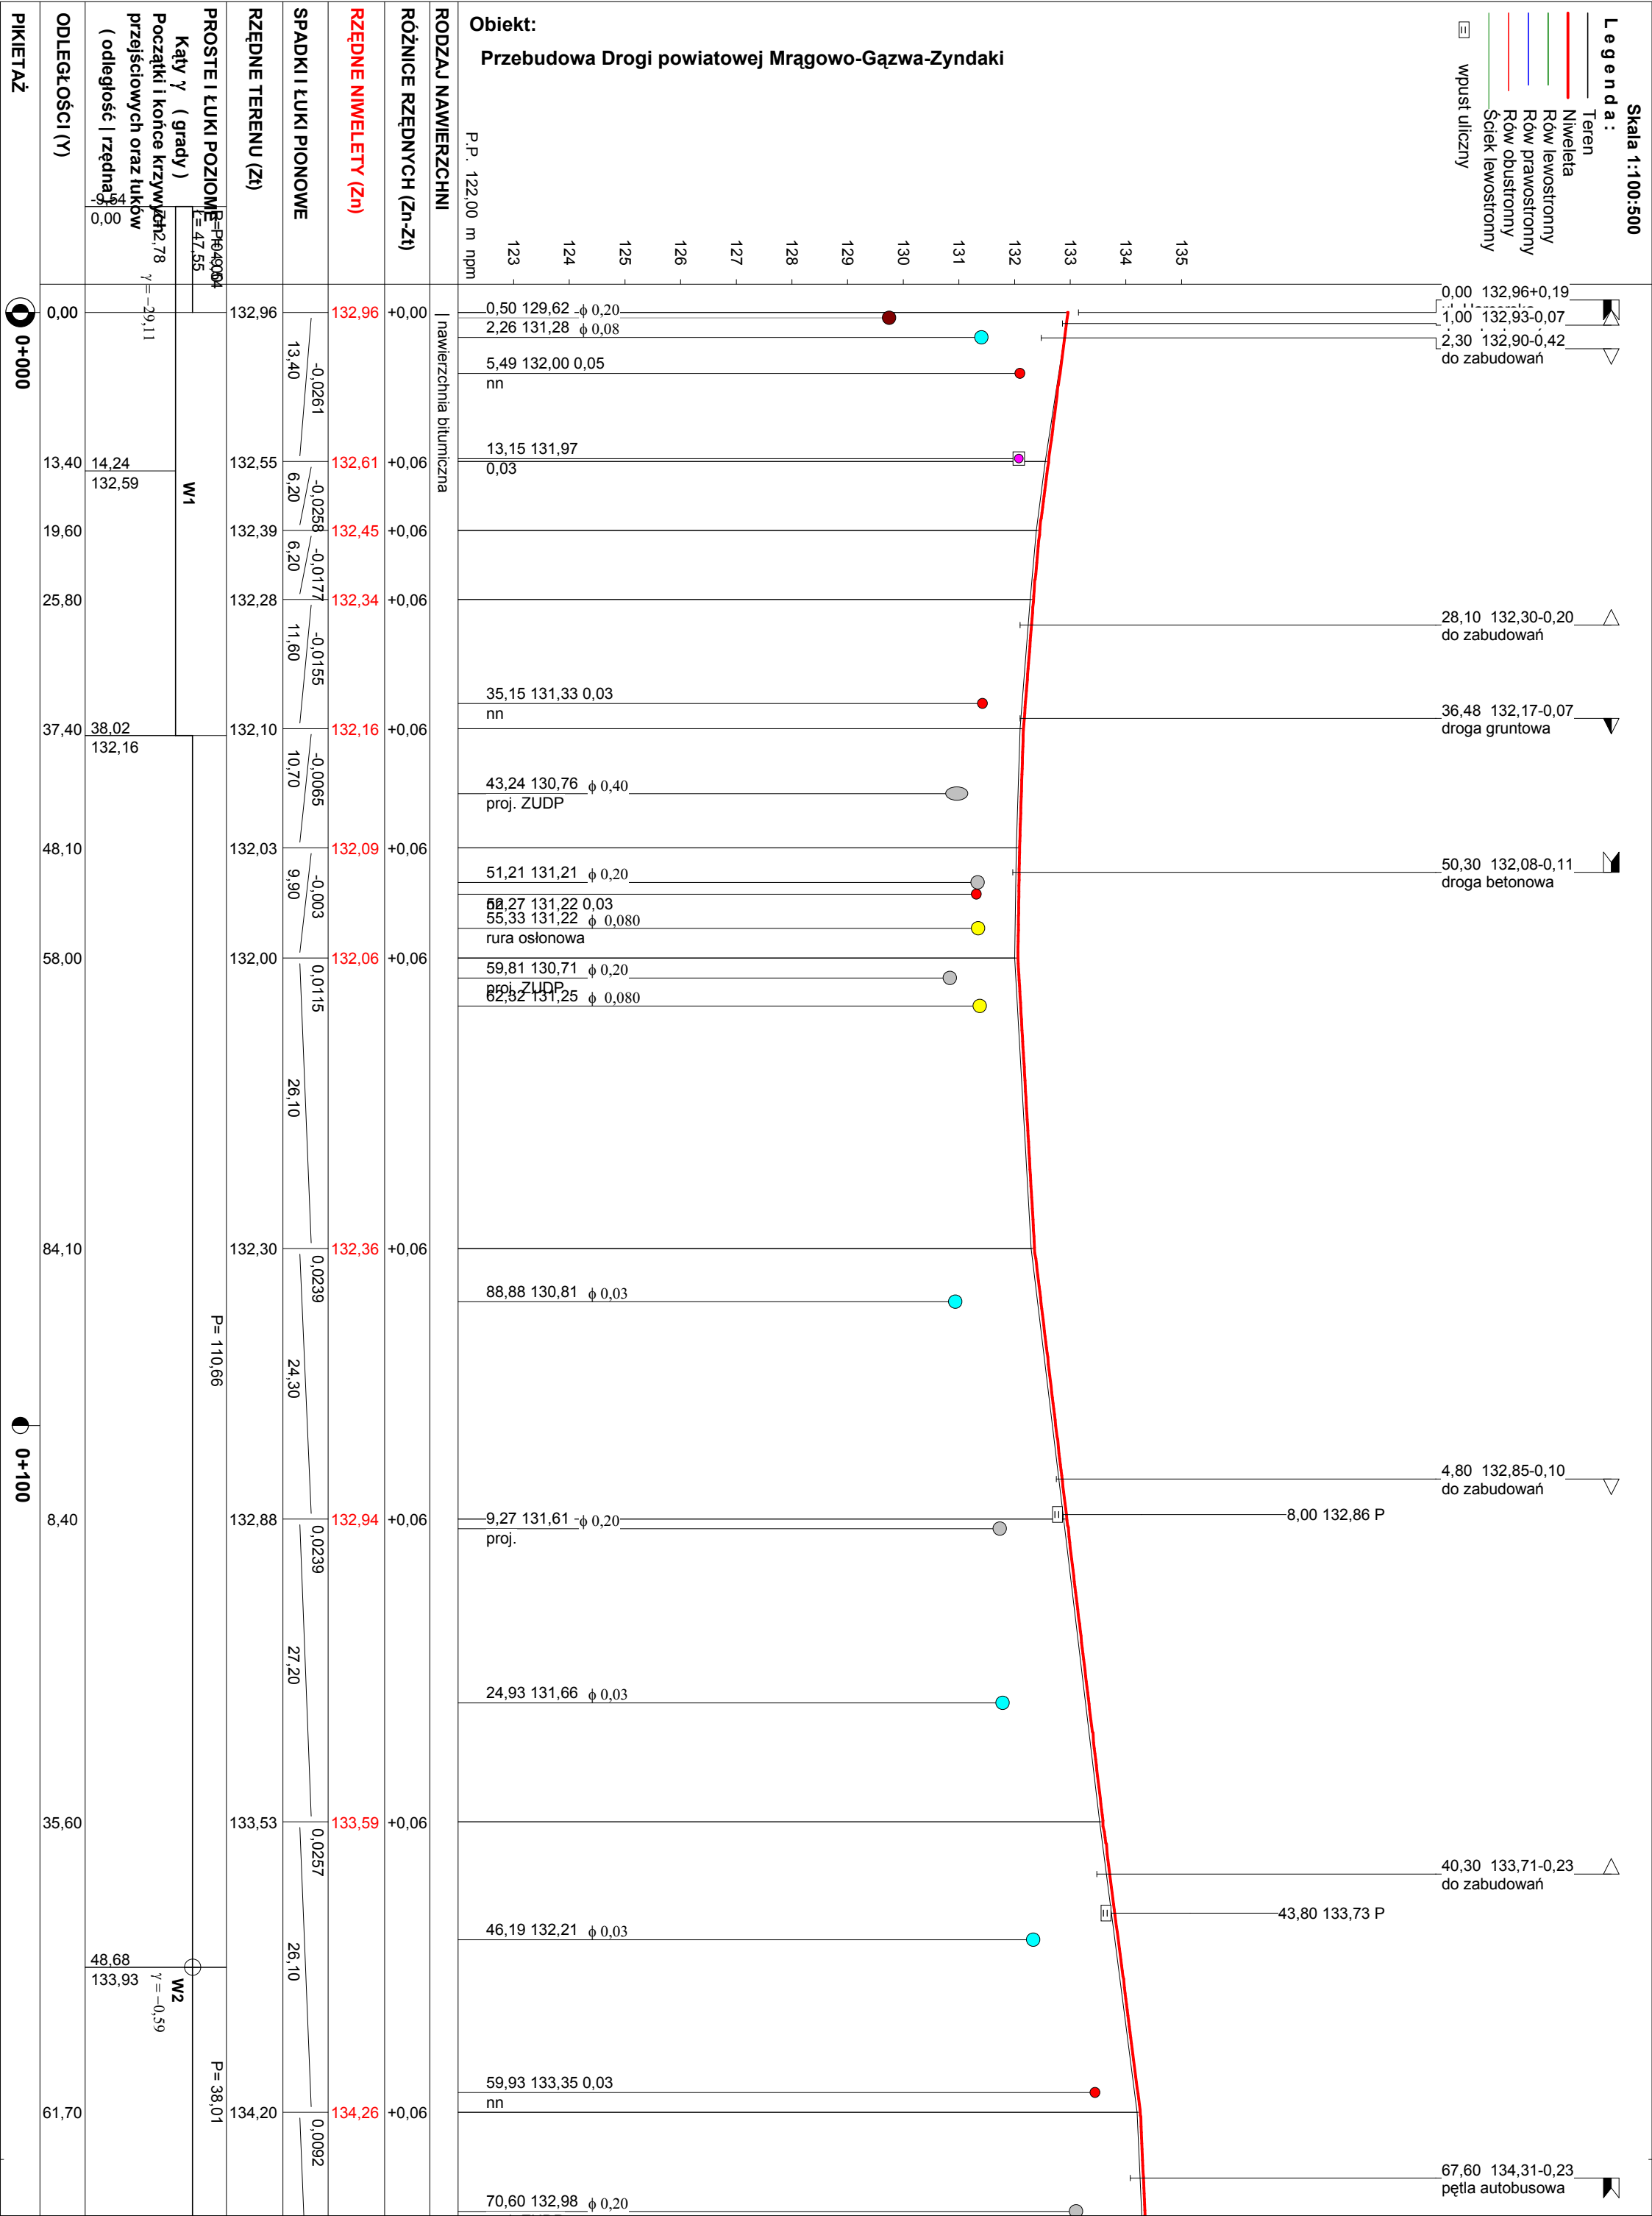 Skala 1:100:500
Legenda:
Teren
Niweleta
Rów lewostronny
Rów prawostronny
Rów obustronny
Ściek lewostronny
wpust uliczny
Obiekt:
Przebudowa Drogi powiatowej Mrągowo-Gązwa-Zyndaki
P.P. 122,00 m npm
123
124
125
126
127
128
129
130
131
132
133
134
135
RODZAJ NAWIERZCHNI
nawierzchnia bitumiczna
RÓŻNICE RZĘDNYCH (Zn-Zt)
+0,00
+0,06
+0,06
+0,06
+0,06
+0,06
+0,06
+0,06
+0,06
+0,06
+0,06
RZĘDNE NIWELETY (Zn)
132,96
132,61
132,45
132,34
132,16
132,09
132,06
132,36
132,94
133,59
134,26
SPADKI I ŁUKI PIONOWE
-0,0261
13,40
-0,0258
6,20
-0,0177
6,20
-0,0155
11,60
-0,0065
10,70
-0,003
9,90
0,0115
26,10
0,0239
24,30
0,0239
27,20
0,0257
26,10
0,0092
RZĘDNE TERENU (Zt)
132,96
132,55
132,39
132,28
132,10
132,03
132,00
132,30
132,88
133,53
134,20
PROSTE I ŁUKI POZIOME
Kąty γ ( grady )
Początki i końce krzywych
przejściowych oraz łuków
( odległość | rzędna )
-9,54
0,00
Ł= 47,55
γ = -29,11
14,24
132,59
W1
38,02
132,16
P= 110,66
48,68
133,93
W2
γ = -0,59
P= 38,01
ODLEGŁOŚCI (Y)
0,00
13,40
19,60
25,80
37,40
48,10
58,00
84,10
8,40
35,60
61,70
PIKIETAŻ
0+000
0+100
0,50 129,62 ϕ 0,20
2,26 131,28 ϕ 0,08
5,49 132,00 0,05
nn
13,15 131,97
0,03
35,15 131,33 0,03
nn
43,24 130,76 ϕ 0,40
proj. ZUDP
51,21 131,21 ϕ 0,20
52,27 131,22 0,03
nn
55,33 131,22 ϕ 0,080
rura osłonowa
59,81 130,71 ϕ 0,20
proj. ZUDP
62,32 131,25 ϕ 0,080
88,88 130,81 ϕ 0,03
9,27 131,61 ϕ 0,20
proj.
24,93 131,66 ϕ 0,03
46,19 132,21 ϕ 0,03
59,93 133,35 0,03
nn
70,60 132,98 ϕ 0,20
0,00 132,96+0,19
1,00 132,93-0,07
2,30 132,90-0,42
do zabudowań
28,10 132,30-0,20
do zabudowań
36,48 132,17-0,07
droga gruntowa
50,30 132,08-0,11
droga betonowa
4,80 132,85-0,10
do zabudowań
8,00 132,86 P
40,30 133,71-0,23
do zabudowań
43,80 133,73 P
67,60 134,31-0,23
pętla autobusowa